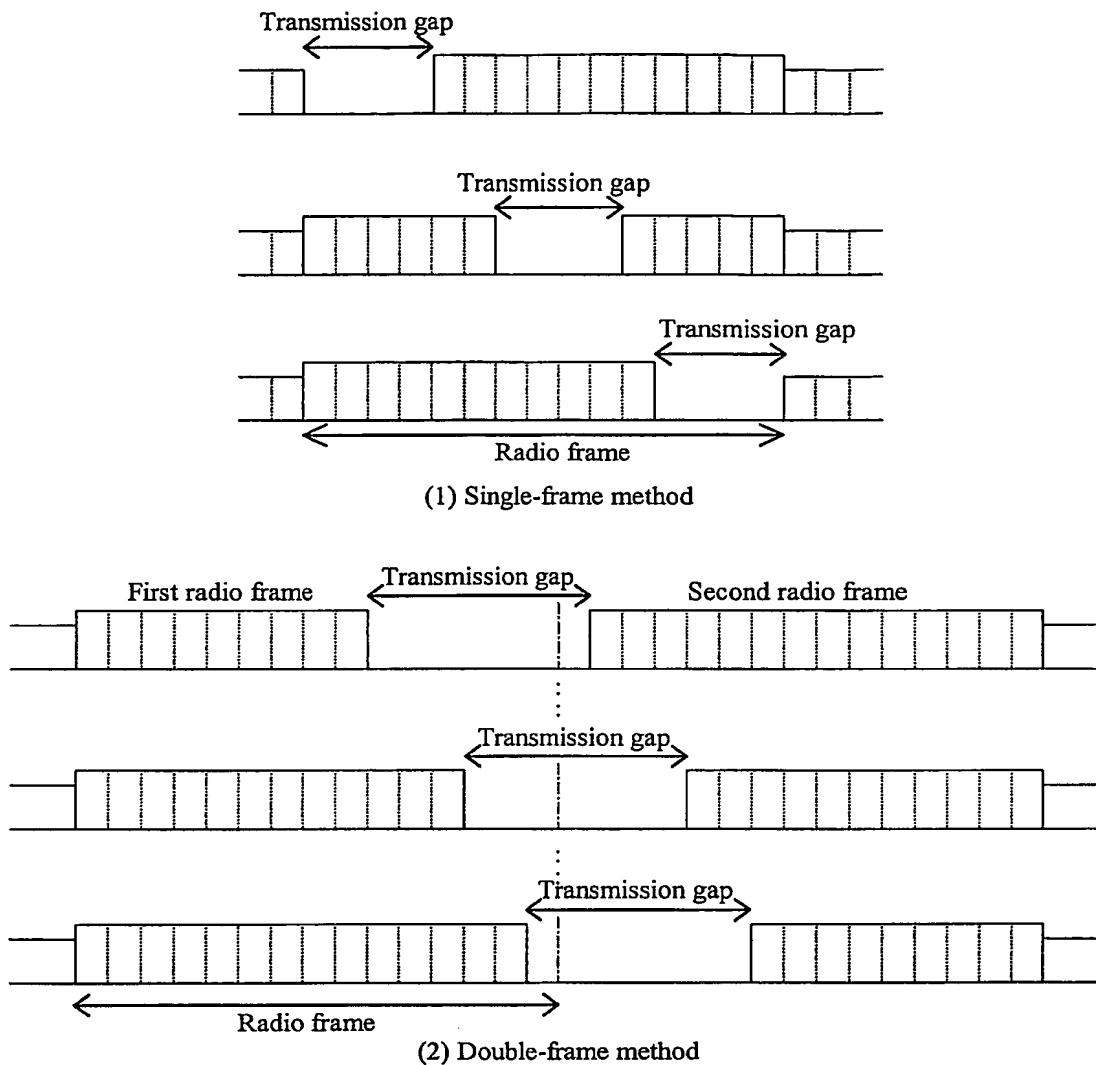 Transmission gap
Transmission gap
Transmission gap
Radio frame
(1) Single-frame method
First radio frame
Transmission gap
Second radio frame
Transmission gap
Transmission gap
Radio frame
(2) Double-frame method